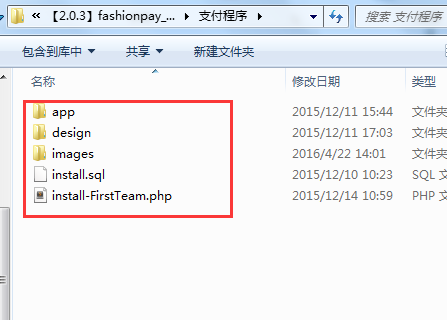 « 【2.0.3】fashionpay_... ▸ 支付程序 ▸
搜索 支付程序
包含到库中 共享 新建文件夹
名称 修改日期 类型
app 2015/12/11 15:44 文件夹
design 2015/12/11 17:03 文件夹
images 2016/4/22 14:01 文件夹
install.sql 2015/12/10 10:23 SQL 文
install-FirstTeam.php 2015/12/14 10:59 PHP 文